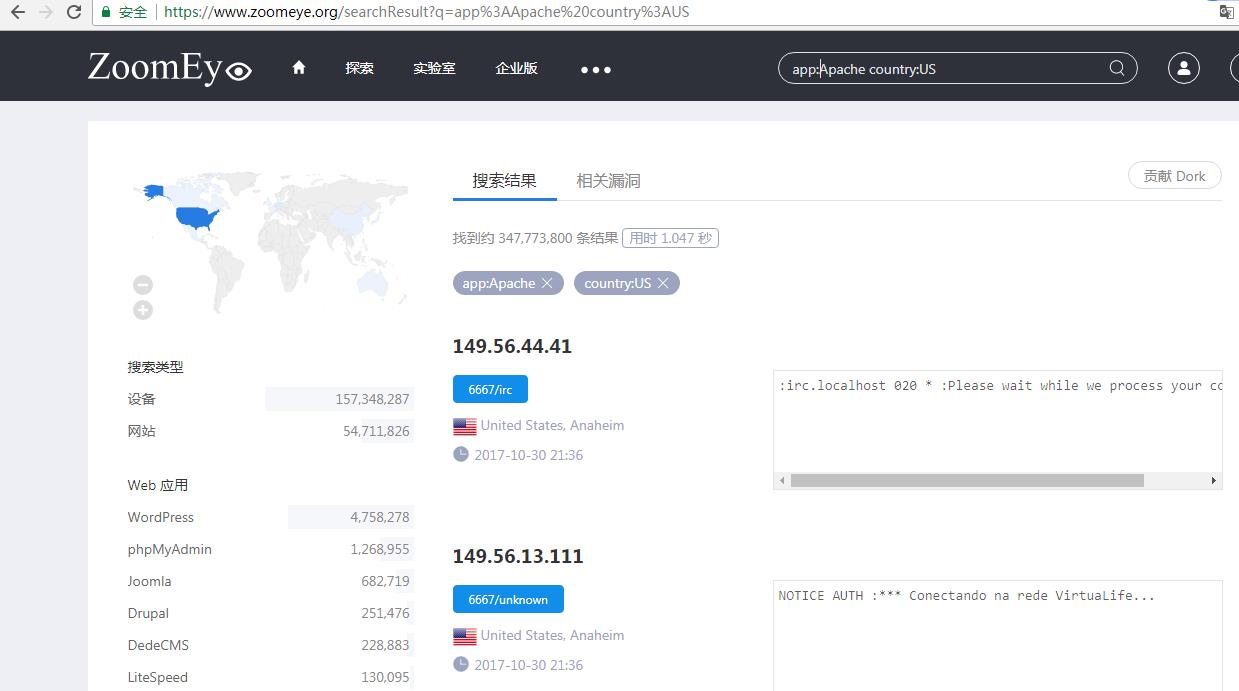 安全 https://www.zoomeye.org/searchResult?q=app%3AApache%20country%3AUS
ZoomEye 探索 实验室 企业版 ••• app:Apache country:US
搜索结果 相关漏洞 贡献 Dork
找到约 347,773,800 条结果 用时 1.047 秒
app:Apache × country:US ×
149.56.44.41
6667/irc
United States, Anaheim
2017-10-30 21:36
:irc.localhost 020 * :Please wait while we process your
149.56.13.111
6667/unknown
United States, Anaheim
2017-10-30 21:36
NOTICE AUTH :*** Conectando na rede VirtuaLife...
搜索类型
设备 157,348,287
网站 54,711,826
Web 应用
WordPress 4,758,278
phpMyAdmin 1,268,955
Joomla 682,719
Drupal 251,476
DedeCMS 228,883
LiteSpeed 130,095